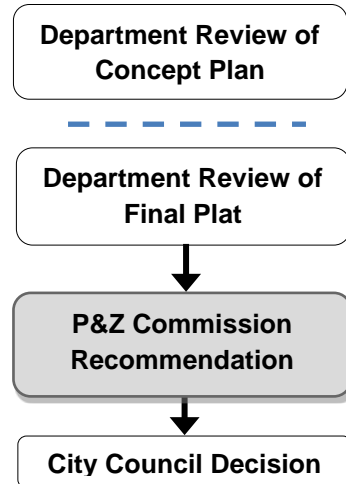 Department Review of
Concept Plan
Department Review of
Final Plat
P&Z Commission
Recommendation
City Council Decision